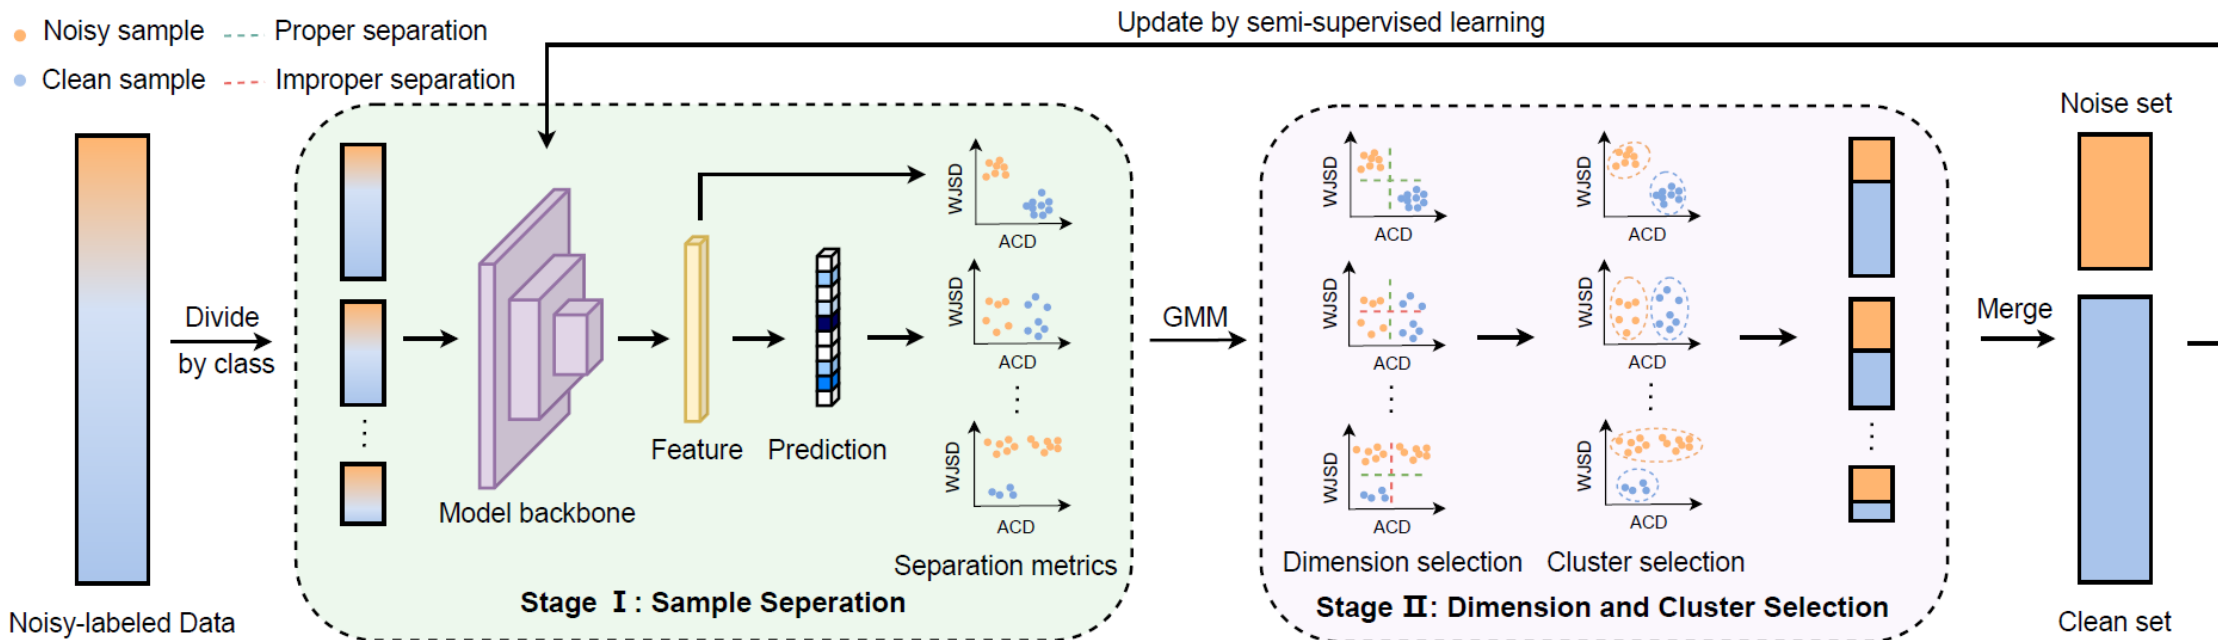 Noisy sample
Proper separation
Clean sample
Improper separation
Update by semi-supervised learning
Noisy-labeled Data
Divide
by class
Model backbone
Feature
Prediction
WJSD
ACD
WJSD
ACD
WJSD
ACD
Separation metrics
Stage I: Sample Seperation
GMM
WJSD
ACD
WJSD
ACD
WJSD
ACD
Dimension selection
WJSD
ACD
WJSD
ACD
WJSD
ACD
Cluster selection
Stage II: Dimension and Cluster Selection
Merge
Noise set
Clean set